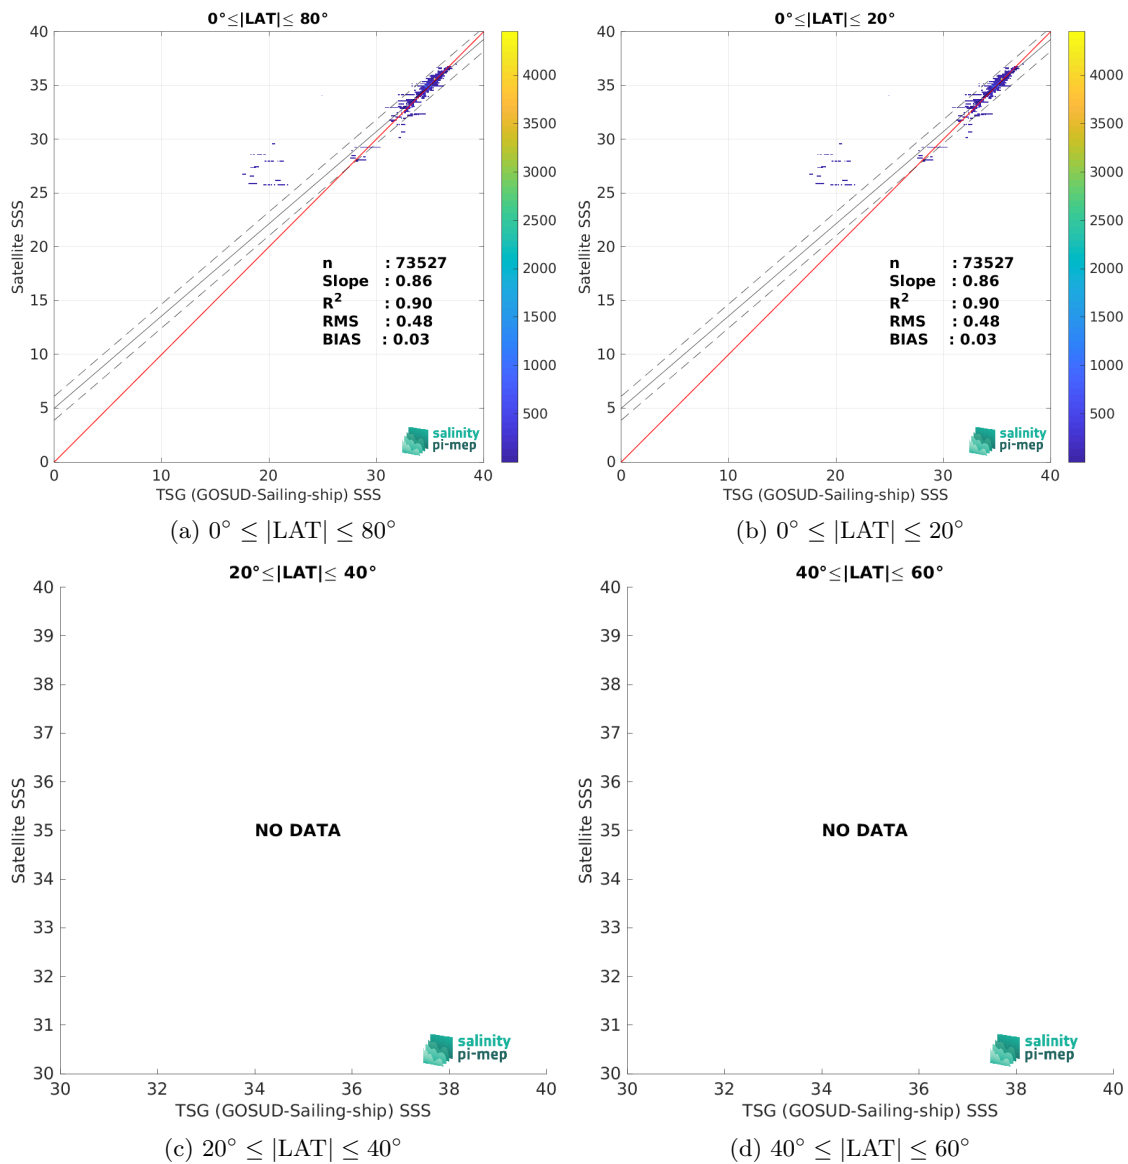 0°≤|LAT|≤ 80°
40
35
30
25
20
15
10
5
0
Satellite SSS
n : 73527
Slope : 0.86
R² : 0.90
RMS : 0.48
BIAS : 0.03
salinity
pi-mep
0 10 20 30 40
TSG (GOSUD-Sailing-ship) SSS
4000
3500
3000
2500
2000
1500
1000
500
(a) 0° ≤ |LAT| ≤ 80°
0°≤|LAT|≤ 20°
40
35
30
25
20
15
10
5
0
Satellite SSS
n : 73527
Slope : 0.86
R² : 0.90
RMS : 0.48
BIAS : 0.03
salinity
pi-mep
0 10 20 30 40
TSG (GOSUD-Sailing-ship) SSS
4000
3500
3000
2500
2000
1500
1000
500
(b) 0° ≤ |LAT| ≤ 20°
20°≤|LAT|≤ 40°
40
39
38
37
36
35
34
33
32
31
30
Satellite SSS
NO DATA
salinity
pi-mep
30 32 34 36 38 40
TSG (GOSUD-Sailing-ship) SSS
(c) 20° ≤ |LAT| ≤ 40°
40°≤|LAT|≤ 60°
40
39
38
37
36
35
34
33
32
31
30
Satellite SSS
NO DATA
salinity
pi-mep
30 32 34 36 38 40
TSG (GOSUD-Sailing-ship) SSS
(d) 40° ≤ |LAT| ≤ 60°